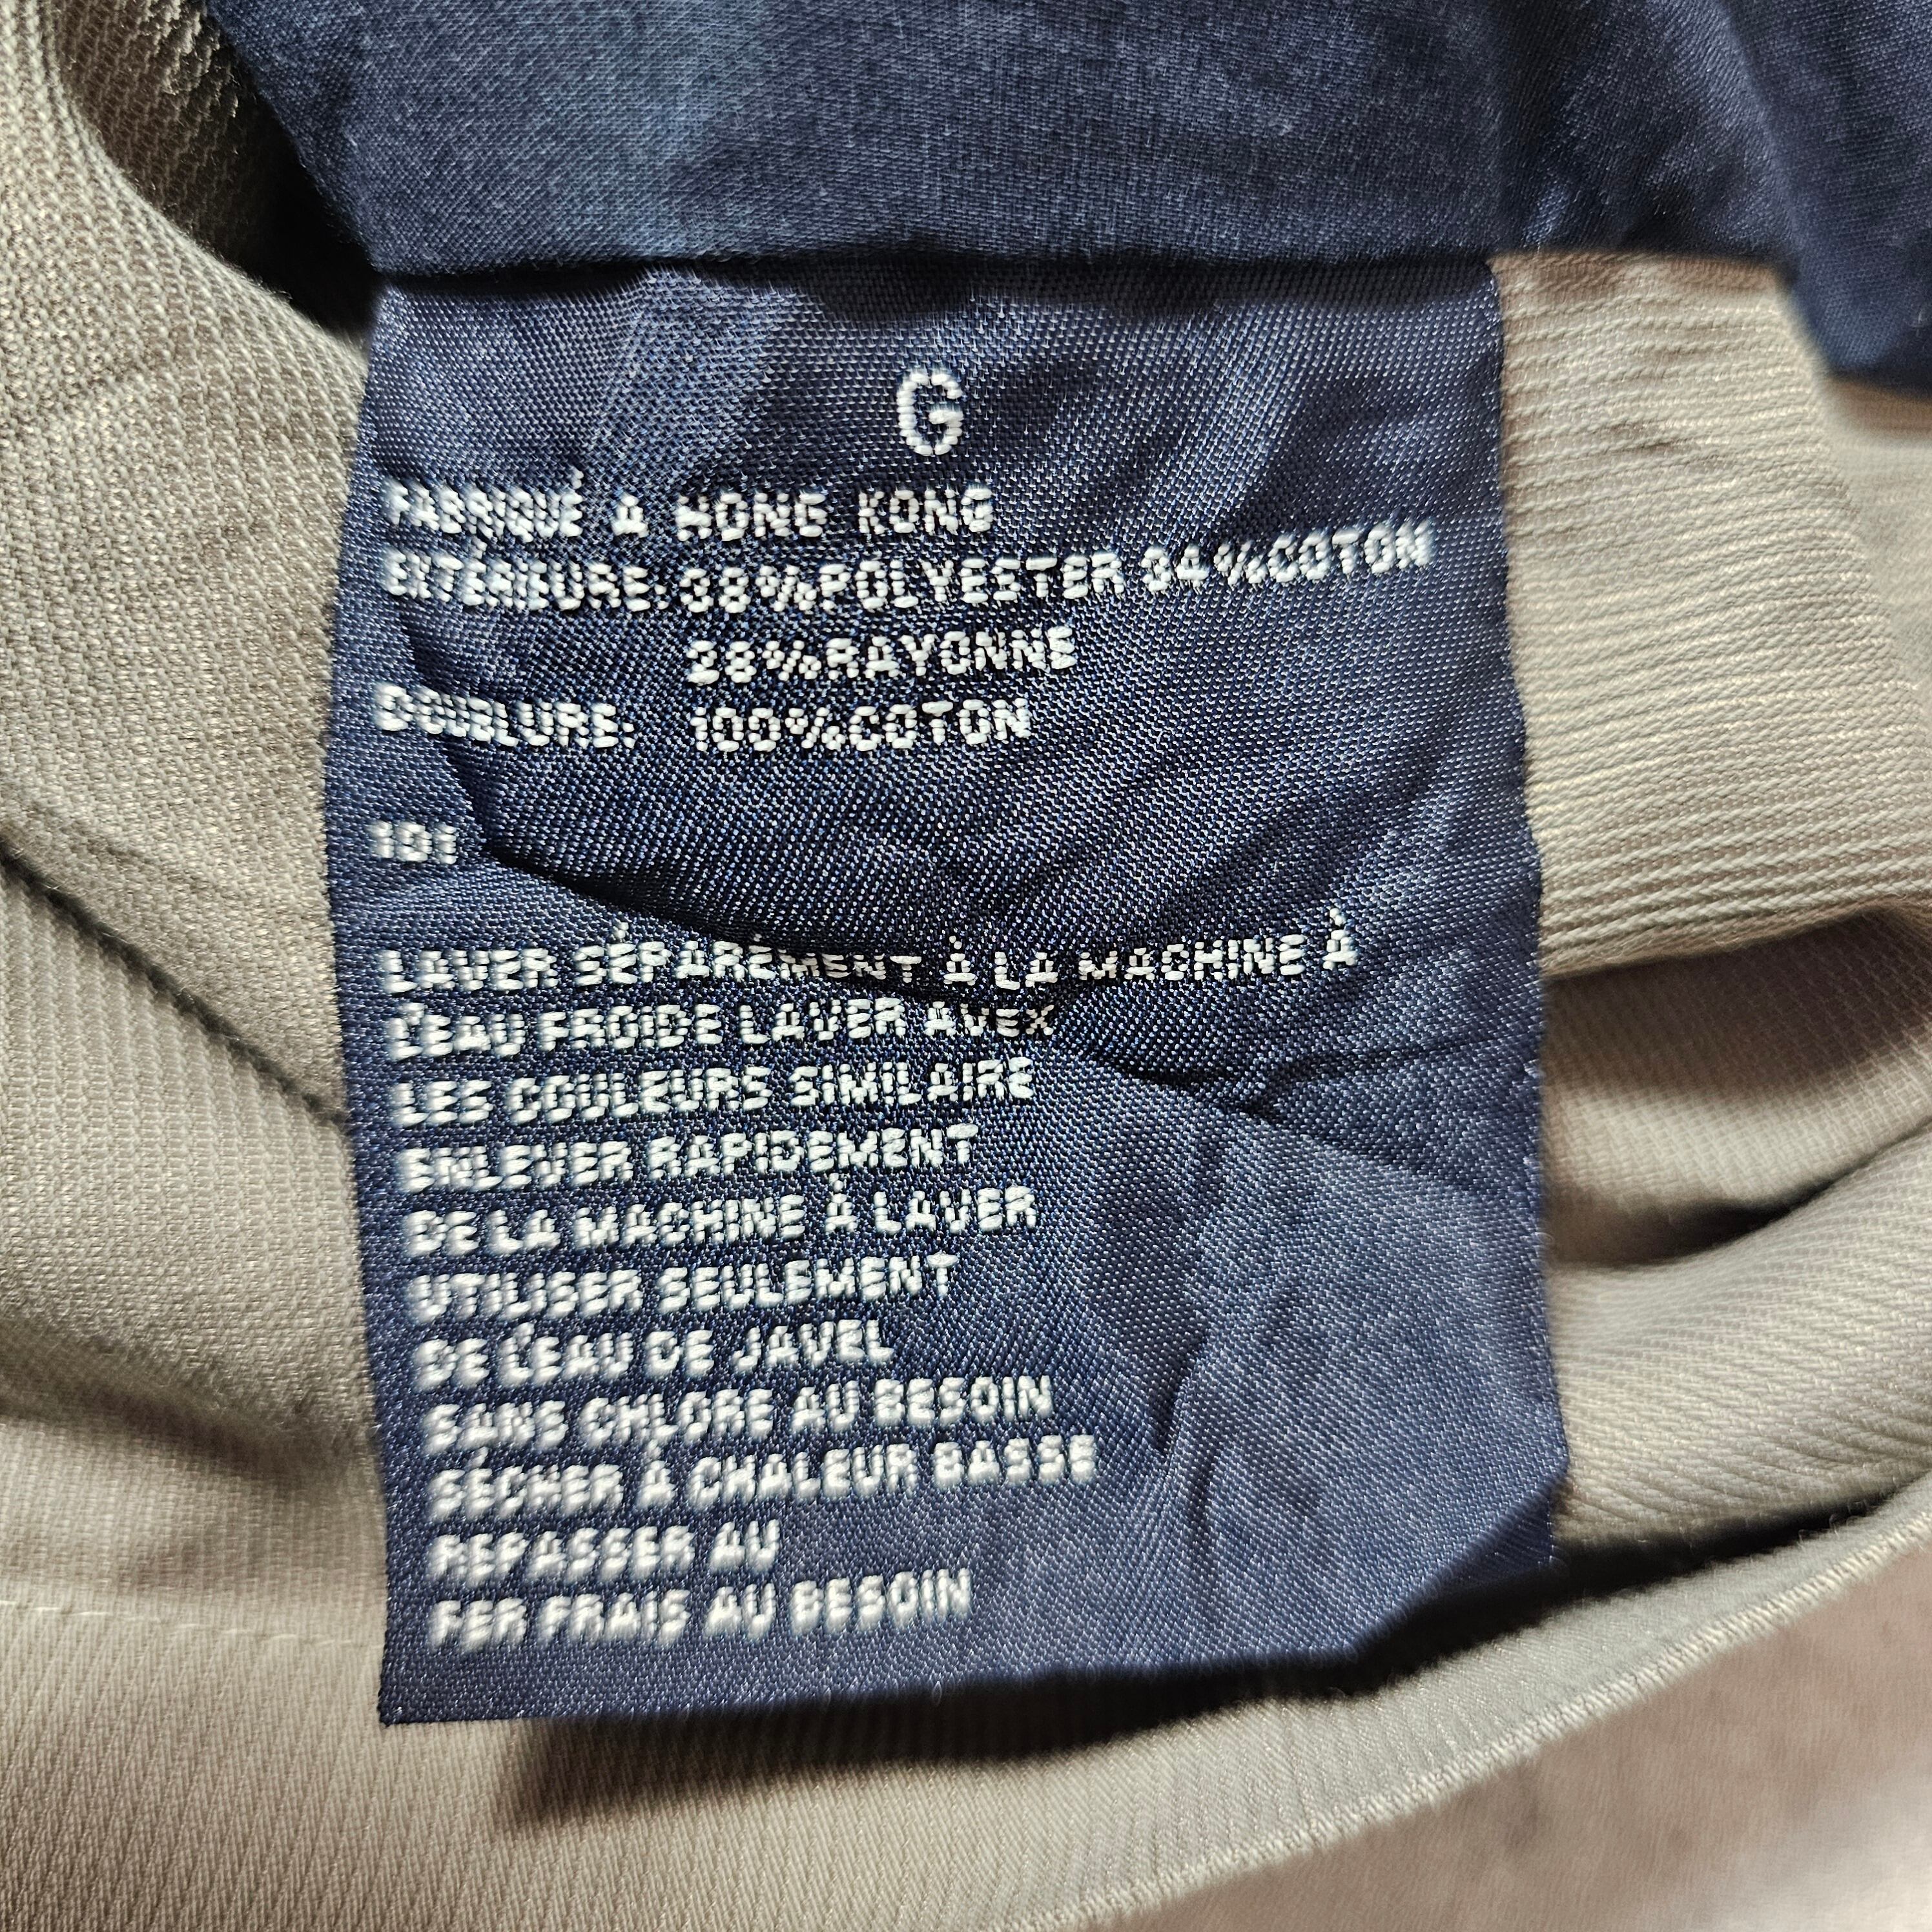 G
FABRIQUÉ A HONG KONG
EXTÉRIEURE: 38%POLYESTER 34%COTON
28%RAYONNE
DOUBLURE: 100%COTON
101
LAVER SÉPARÉMENT À LA MACHINE À
L'EAU FROIDE LAVER AVEX
LES COULEURS SIMILAIRE
ENLEVER RAPIDEMENT
DE LA MACHINE À LAVER
UTILISER SEULEMENT
DE L'EAU DE JAVEL
SANS CHLORE AU BESOIN
SÉCHER À CHALEUR BASSE
REPASSER AU
FER FRAIS AU BESOIN